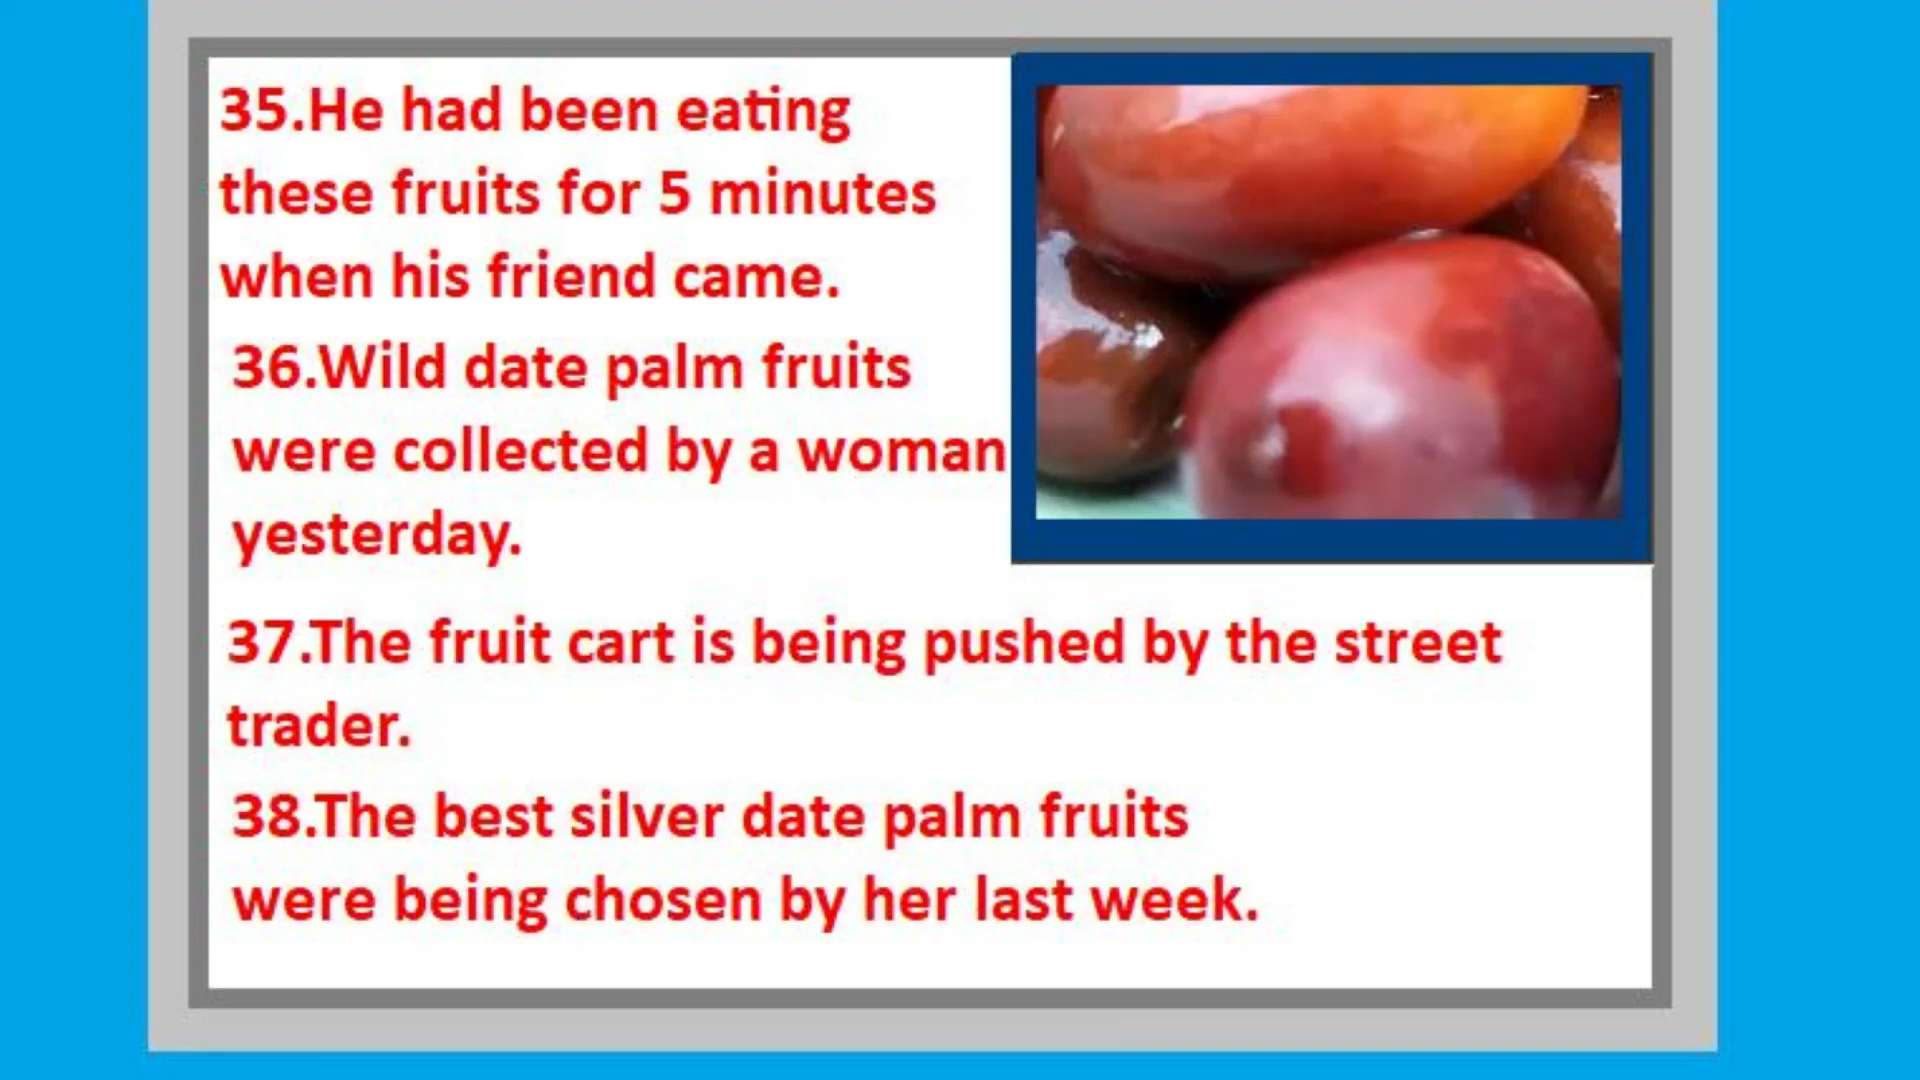 35.He had been eating
these fruits for 5 minutes
when his friend came.
36.Wild date palm fruits
were collected by a woman
yesterday.
37.The fruit cart is being pushed by the street
trader.
38.The best silver date palm fruits
were being chosen by her last week.